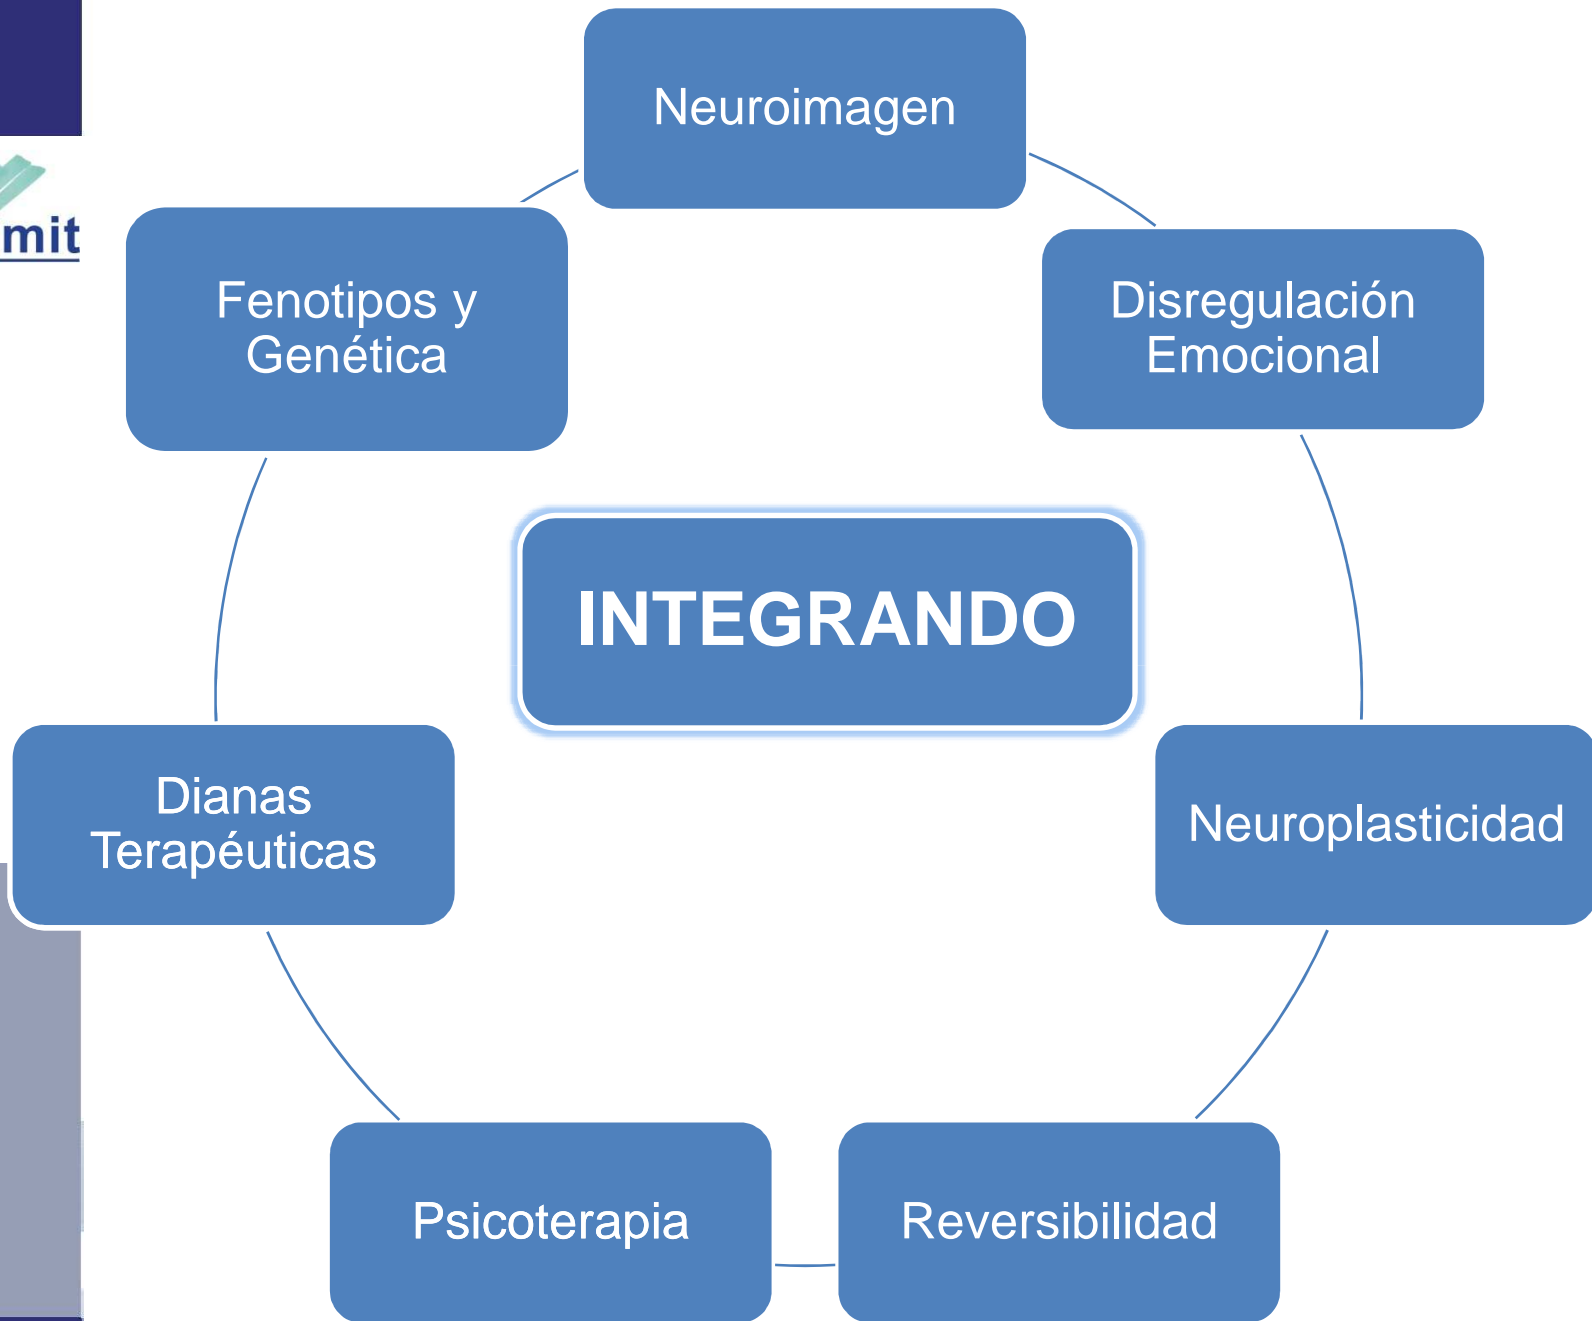 Neuroimagen
mit
Fenotipos y
Genética
Disregulación
Emocional
INTEGRANDO
Dianas
Terapéuticas
Neuroplasticidad
Psicoterapia
Reversibilidad